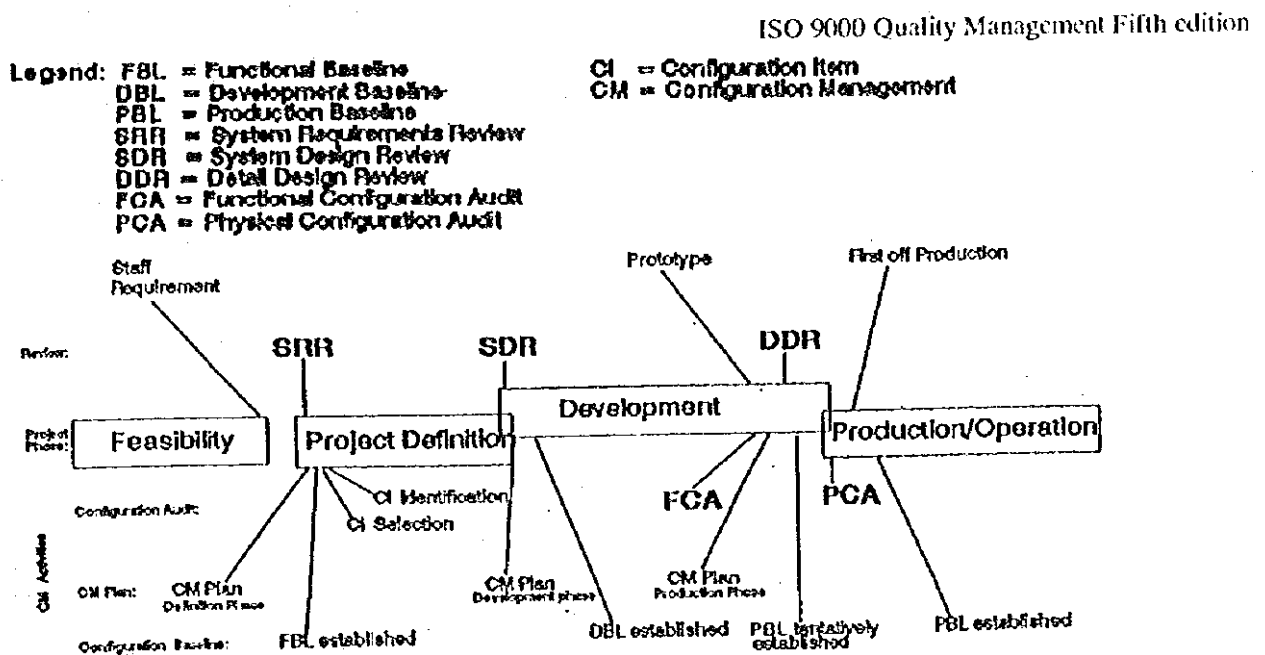 ISO 9000 Quality Management Fifth edition
Legend: FBL = Functional Baseline
DBL = Development Baseline
PBL = Production Baseline
SRR = System Requirements Review
SDR = System Design Review
DDR = Detail Design Review
FCA = Functional Configuration Audit
PCA = Physical Configuration Audit
CI = Configuration Item
CM = Configuration Management
Staff
Requirement
Prototype
First off Production
Review:
SRR
SDR
DDR
Project
Phase:
Feasibility
Project Definition
Development
Production/Operation
CI Identification
CI Selection
FCA
PCA
Configuration Audit:
CM Activities
CM Plan:
CM Plan
Definition Phase
CM Plan
Development phase
CM Plan
Production Phase
Configuration Baseline:
FBL established
DBL established
PBL tentatively
established
PBL established